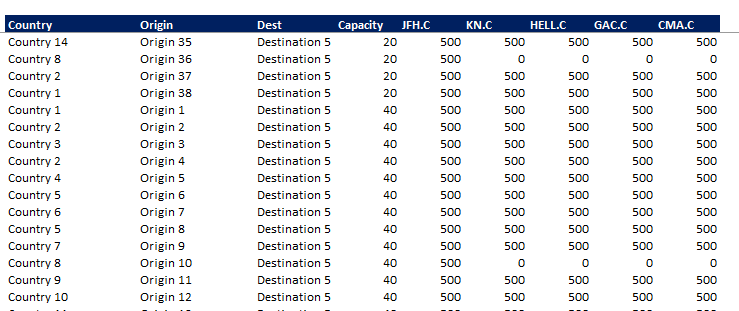 Country Origin Dest Capacity JFH.C KN.C HELL.C GAC.C CMA.C
Country 14 Origin 35 Destination 5 20 500 500 500 500 500
Country 8 Origin 36 Destination 5 20 500 0 0 0 0
Country 2 Origin 37 Destination 5 20 500 500 500 500 500
Country 1 Origin 38 Destination 5 20 500 500 500 500 500
Country 1 Origin 1 Destination 5 40 500 500 500 500 500
Country 2 Origin 2 Destination 5 40 500 500 500 500 500
Country 3 Origin 3 Destination 5 40 500 500 500 500 500
Country 2 Origin 4 Destination 5 40 500 500 500 500 500
Country 4 Origin 5 Destination 5 40 500 500 500 500 500
Country 5 Origin 6 Destination 5 40 500 500 500 500 500
Country 6 Origin 7 Destination 5 40 500 500 500 500 500
Country 5 Origin 8 Destination 5 40 500 500 500 500 500
Country 7 Origin 9 Destination 5 40 500 500 500 500 500
Country 8 Origin 10 Destination 5 40 500 0 0 0 0
Country 9 Origin 11 Destination 5 40 500 500 500 500 500
Country 10 Origin 12 Destination 5 40 500 500 500 500 500